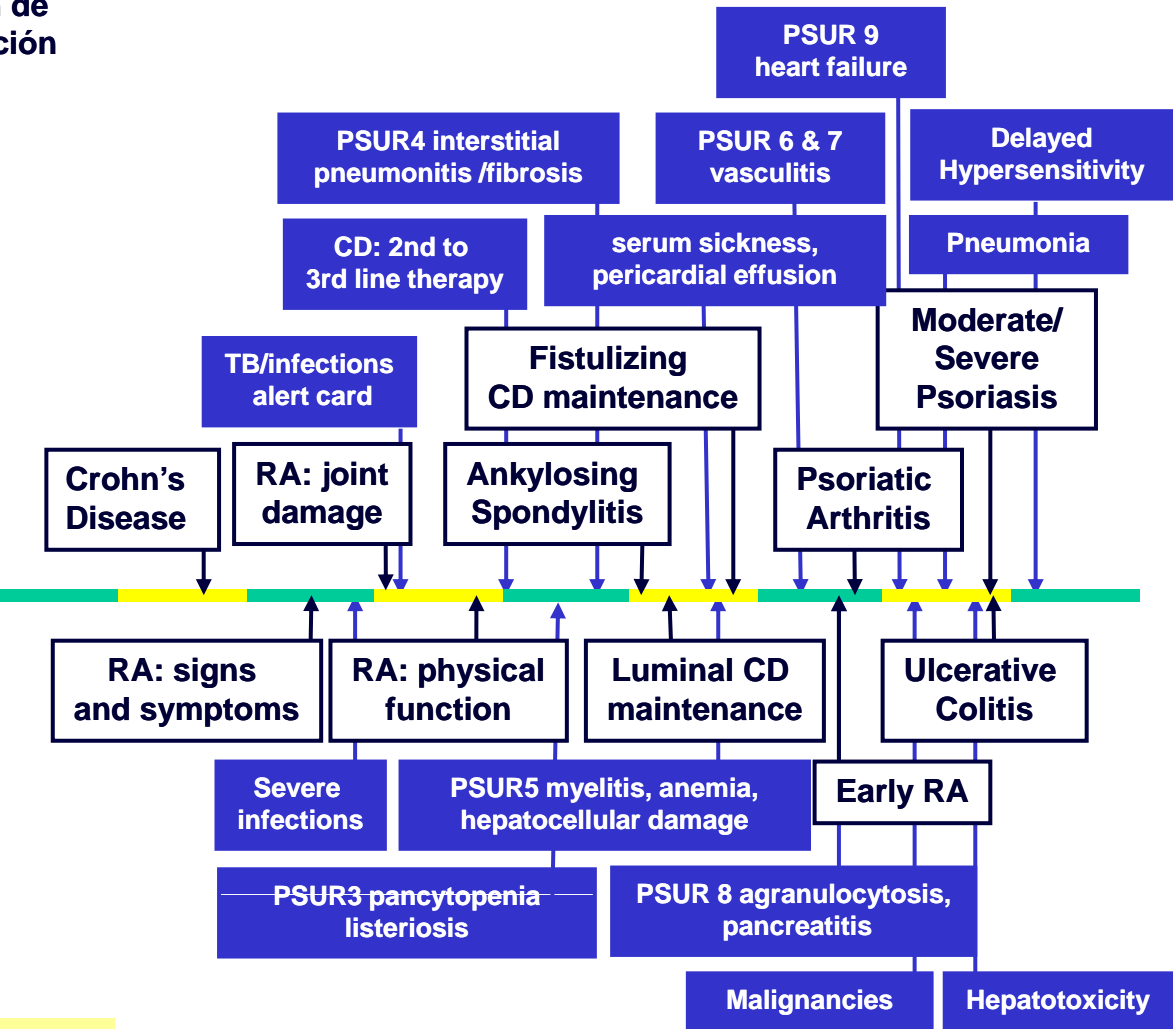 de
ción
PSUR 9
heart failure
PSUR4 interstitial
pneumonitis /fibrosis
PSUR 6 & 7
vasculitis
Delayed
Hypersensitivity
CD: 2nd to
3rd line therapy
serum sickness,
pericardial effusion
Pneumonia
TB/infections
alert card
Fistulizing
CD maintenance
Moderate/
Severe
Psoriasis
Crohn's
Disease
RA: joint
damage
Ankylosing
Spondylitis
Psoriatic
Arthritis
RA: signs
and symptoms
RA: physical
function
Luminal CD
maintenance
Ulcerative
Colitis
Severe
infections
PSUR5 myelitis, anemia,
hepatocellular damage
Early RA
PSUR3 pancytopenia
listeriosis
PSUR 8 agranulocytosis,
pancreatitis
Malignancies
Hepatotoxicity